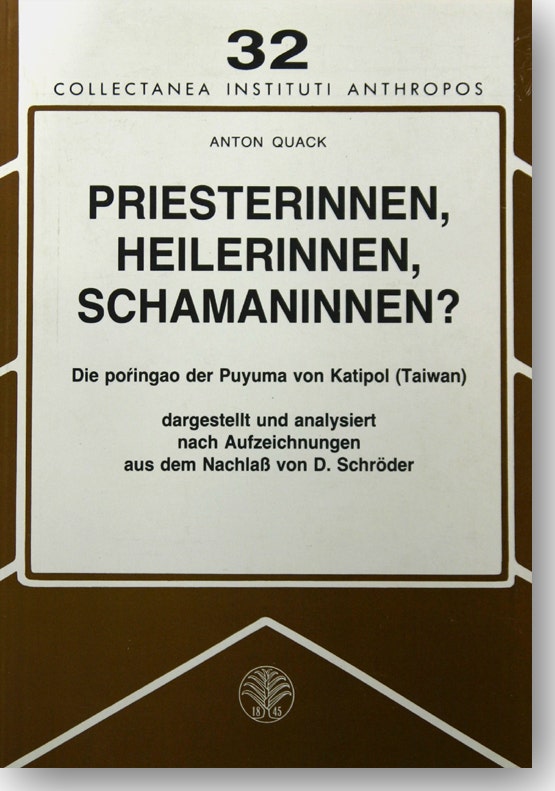 32
COLLECTANEA INSTITUTI ANTHROPOS
ANTON QUACK
PRIESTERINNEN,
HEILERINNEN,
SCHAMANINNEN?
Die poŕingao der Puyuma von Katipol (Taiwan)
dargestellt und analysiert
nach Aufzeichnungen
aus dem Nachlaß von D. Schröder
18 45